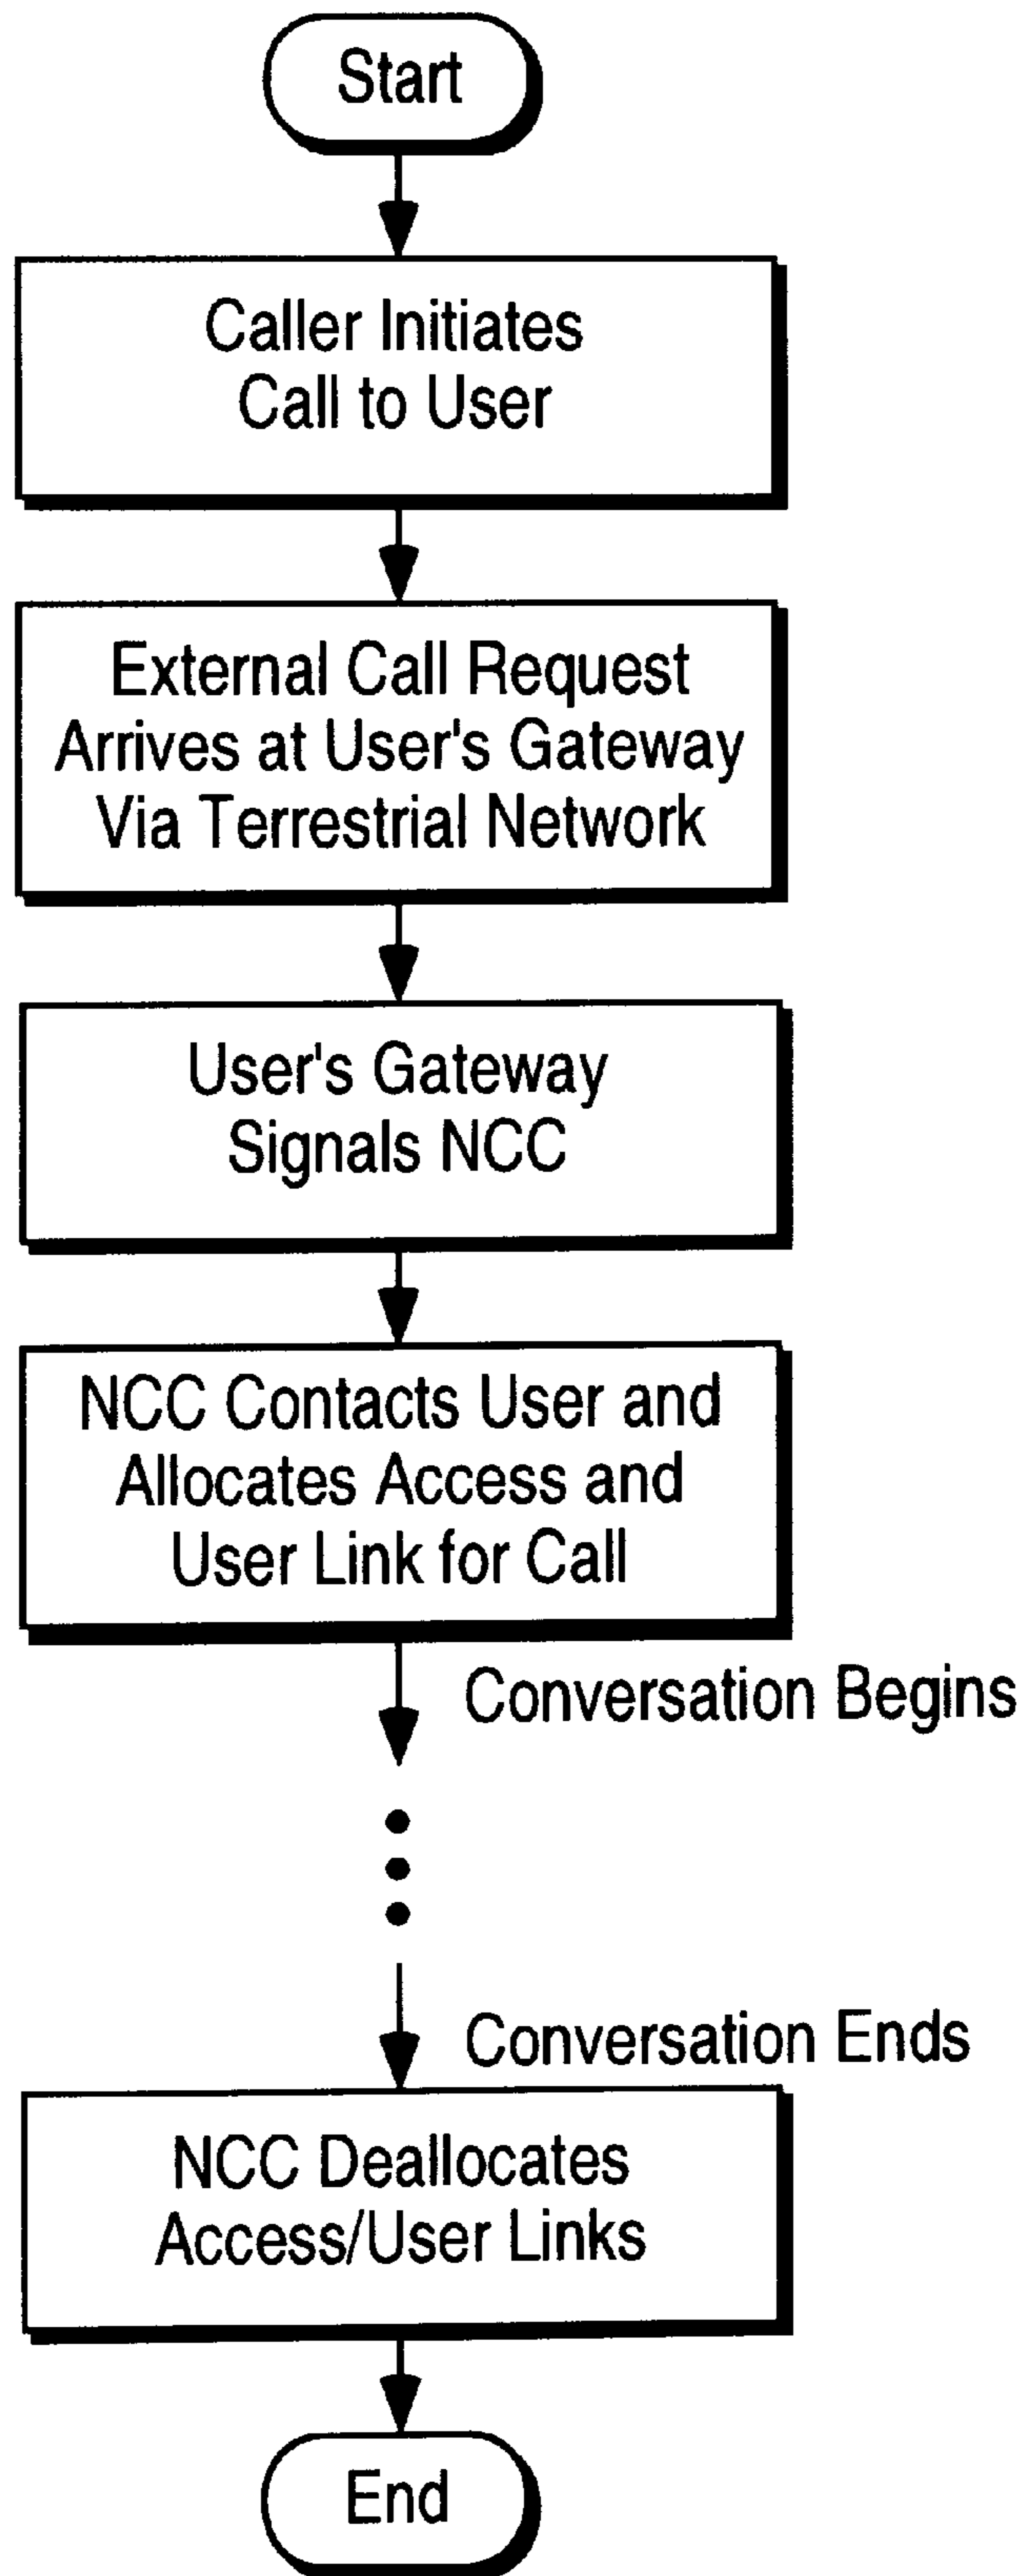 Start
Caller Initiates
Call to User
External Call Request
Arrives at User's Gateway
Via Terrestrial Network
User's Gateway
Signals NCC
NCC Contacts User and
Allocates Access and
User Link for Call
Conversation Begins
Conversation Ends
NCC Deallocates
Access/User Links
End